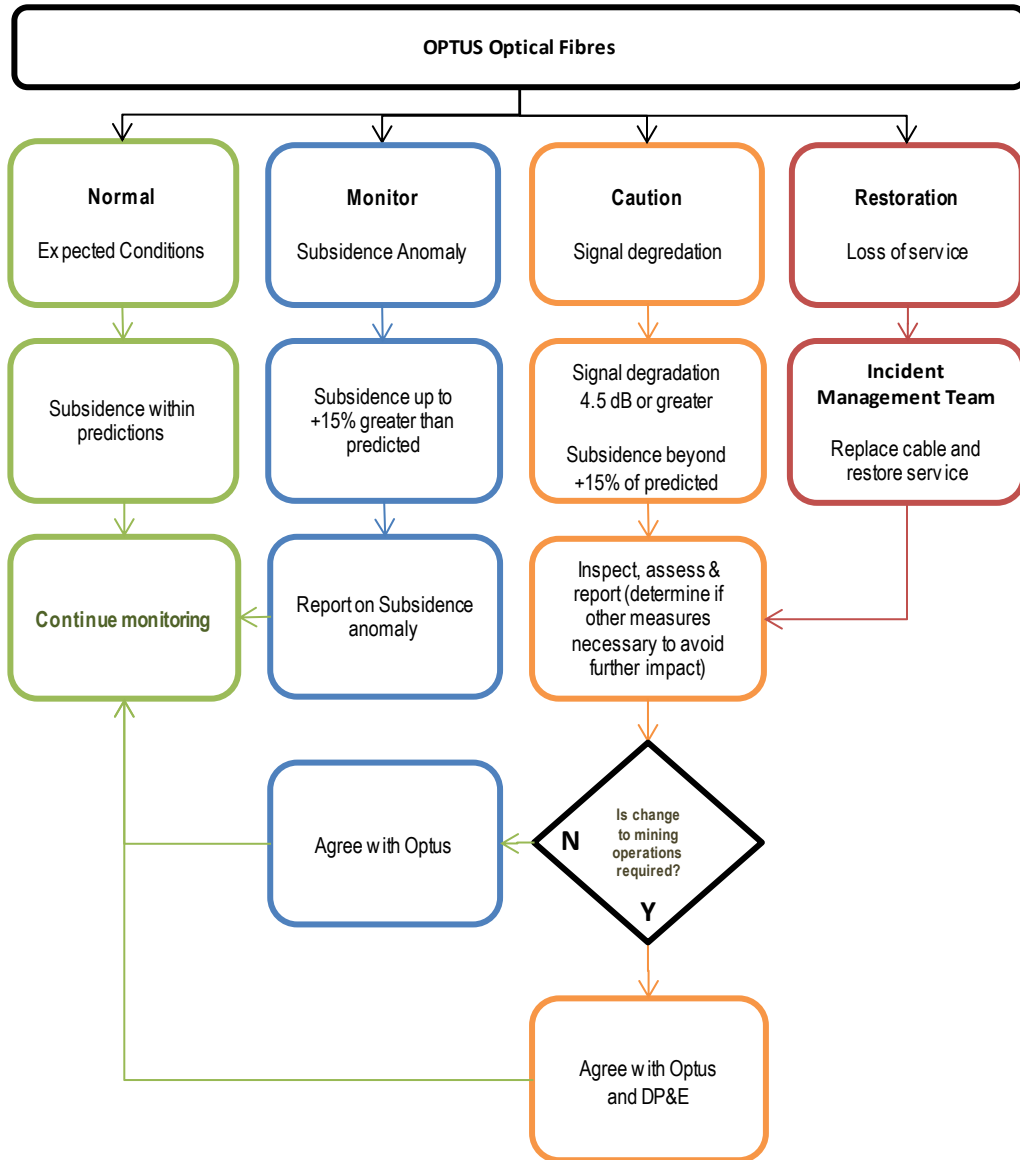 OPTUS Optical Fibres
Normal
Expected Conditions
Monitor
Subsidence Anomaly
Caution
Signal degredation
Restoration
Loss of service
Subsidence within
predictions
Subsidence up to
+15% greater than
predicted
Signal degradation
4.5 dB or greater
Subsidence beyond
+15% of predicted
Incident
Management Team
Replace cable and
restore service
Continue monitoring
Report on Subsidence
anomaly
Inspect, assess &
report (determine if
other measures
necessary to avoid
further impact)
Agree with Optus
N
Is change
to mining
operations
required?
Y
Agree with Optus
and DP&E